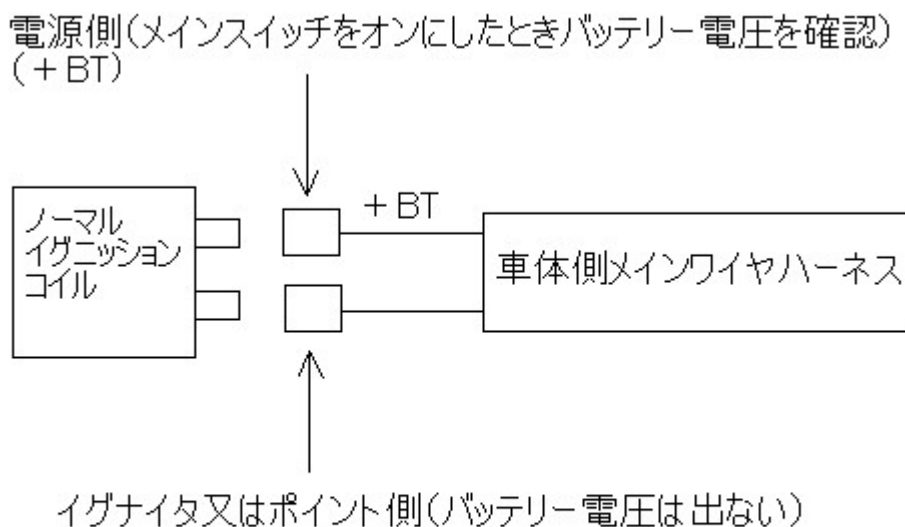 電源側(メインスイッチをオンにしたときバッテリー電圧を確認)
(+BT)
+BT
ノーマル
イグニッション
コイル
車体側メインワイヤハーネス
イグナイタ又はポイント側(バッテリー電圧は出ない)